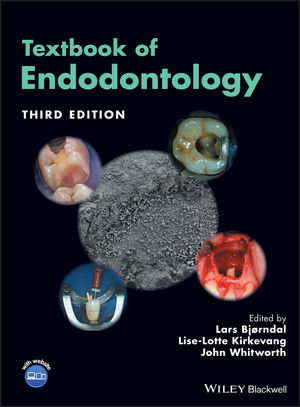 Textbook of
Endodontology
THIRD EDITION
Edited by
Lars Bjørndal
Lise-Lotte Kirkevang
John Whitworth
with website
WILEY Blackwell